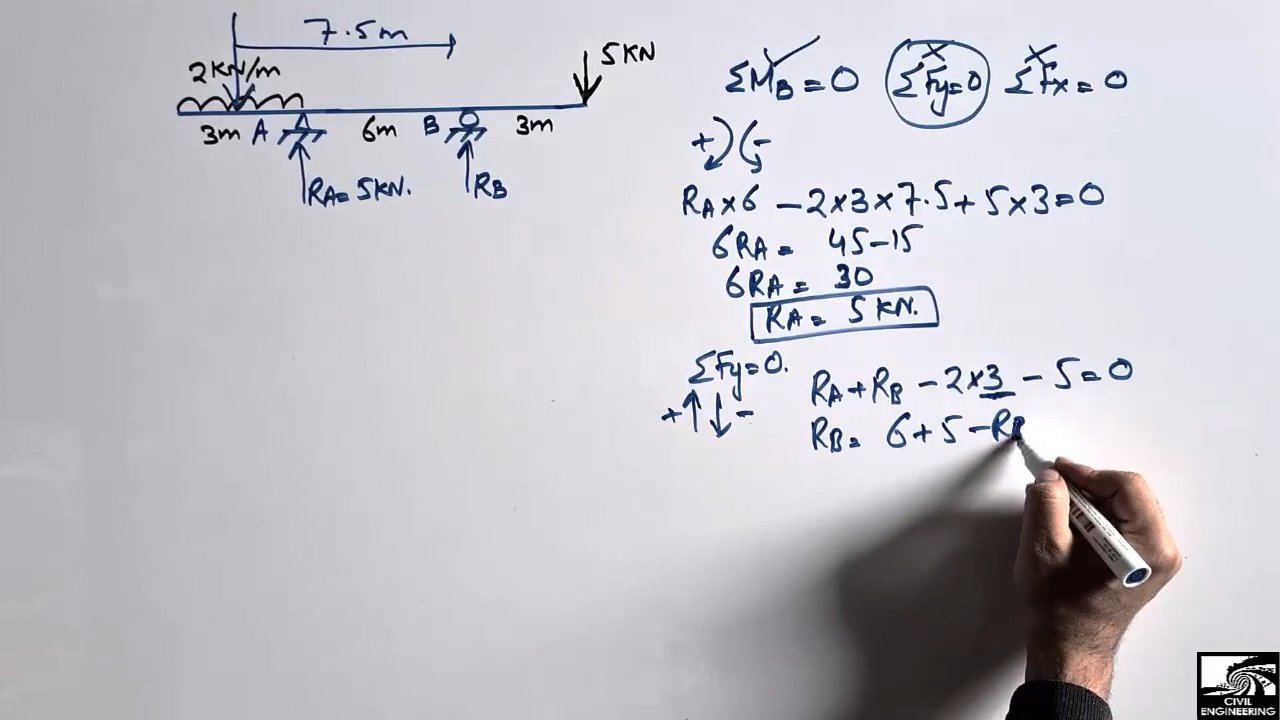 7.5m
5KN
2KN/m
3m A 6m B 3m
RA=5KN. RB
ΣMB=0 ΣFy=0 ΣFx=0
+ -
RA×6 -2×3×7.5+5×3=0
6RA= 45-15
6RA= 30
RA= 5KN.
ΣFy=0.
+ -
RA+RB-2×3-5=0
RB= 6+5-RB
CIVIL
ENGINEERING